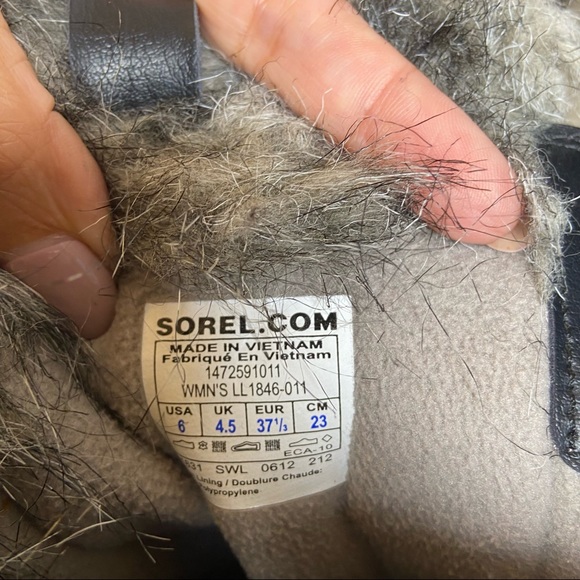 SOREL.COM
MADE IN VIETNAM
Fabriqué En Vietnam
1472591011
WMN'S LL1846-011
USA UK EUR CM
6 4.5 37⅓ 23
ECA-10
SWL 0612 212
Lining / Doublure Chaude: